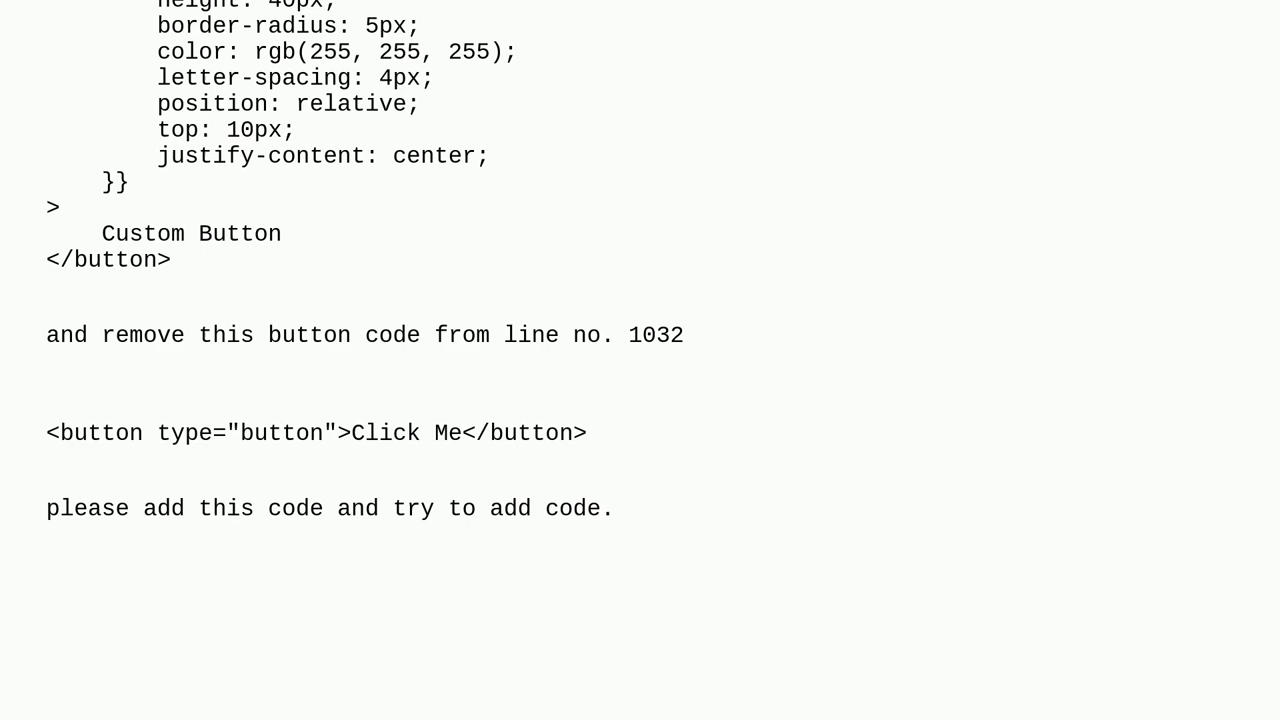 height: 40px;
border-radius: 5px;
color: rgb(255, 255, 255);
letter-spacing: 4px;
position: relative;
top: 10px;
justify-content: center;
}}
>
Custom Button
</button>
and remove this button code from line no. 1032
<button type="button">Click Me</button>
please add this code and try to add code.